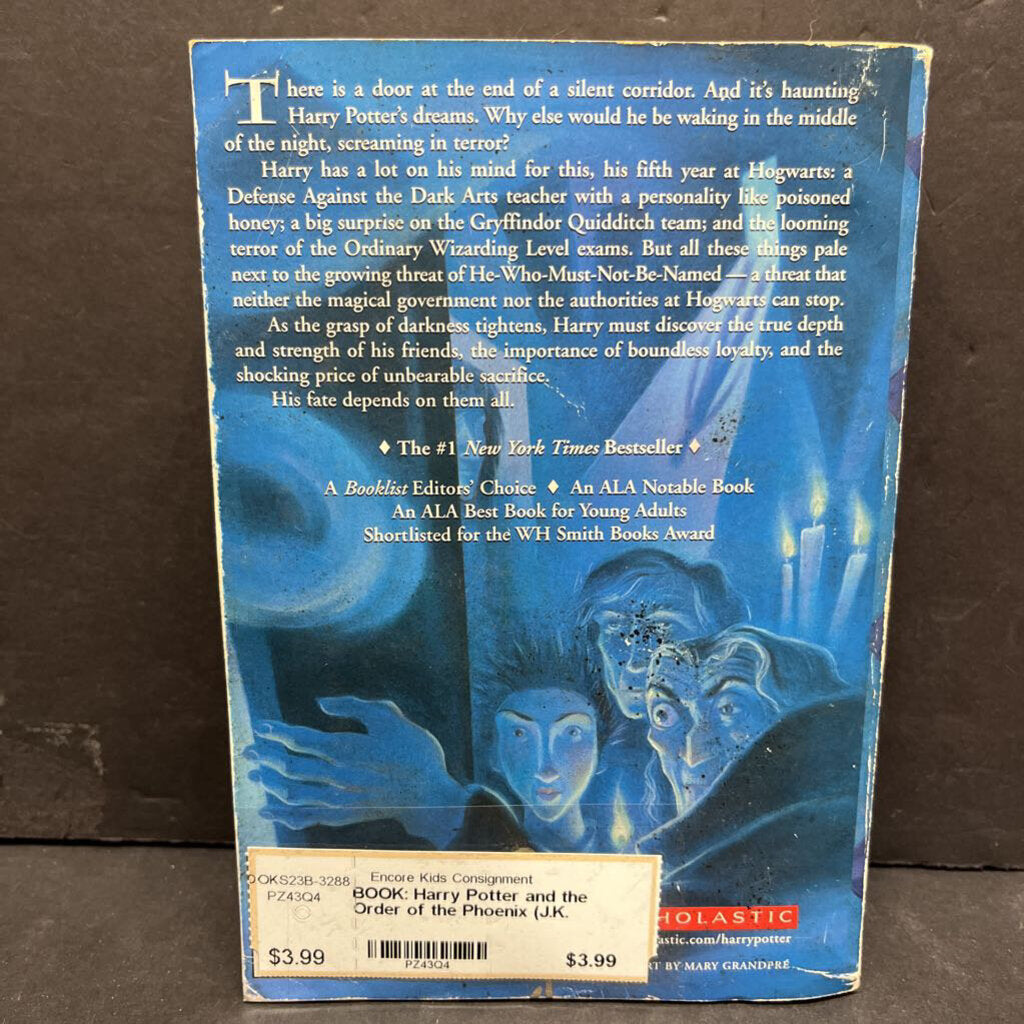 There is a door at the end of a silent corridor. And it's haunting
Harry Potter's dreams. Why else would he be waking in the middle
of the night, screaming in terror?
Harry has a lot on his mind for this, his fifth year at Hogwarts: a
Defense Against the Dark Arts teacher with a personality like poisoned
honey; a big surprise on the Gryffindor Quidditch team; and the looming
terror of the Ordinary Wizarding Level exams. But all these things pale
next to the growing threat of He-Who-Must-Not-Be-Named — a threat that
neither the magical government nor the authorities at Hogwarts can stop.
As the grasp of darkness tightens, Harry must discover the true depth
and strength of his friends, the importance of boundless loyalty, and the
shocking price of unbearable sacrifice.
His fate depends on them all.
♦ The #1 New York Times Bestseller ♦
A Booklist Editors' Choice ♦ An ALA Notable Book
An ALA Best Book for Young Adults
Shortlisted for the WH Smith Books Award
OKS23B-3288
PZ43Q4
$3.99
Encore Kids Consignment
BOOK: Harry Potter and the
Order of the Phoenix (J.K.
PZ43Q4
$3.99
HOLASTIC
astic.com/harrypotter
RT BY MARY GRANDPRÉ